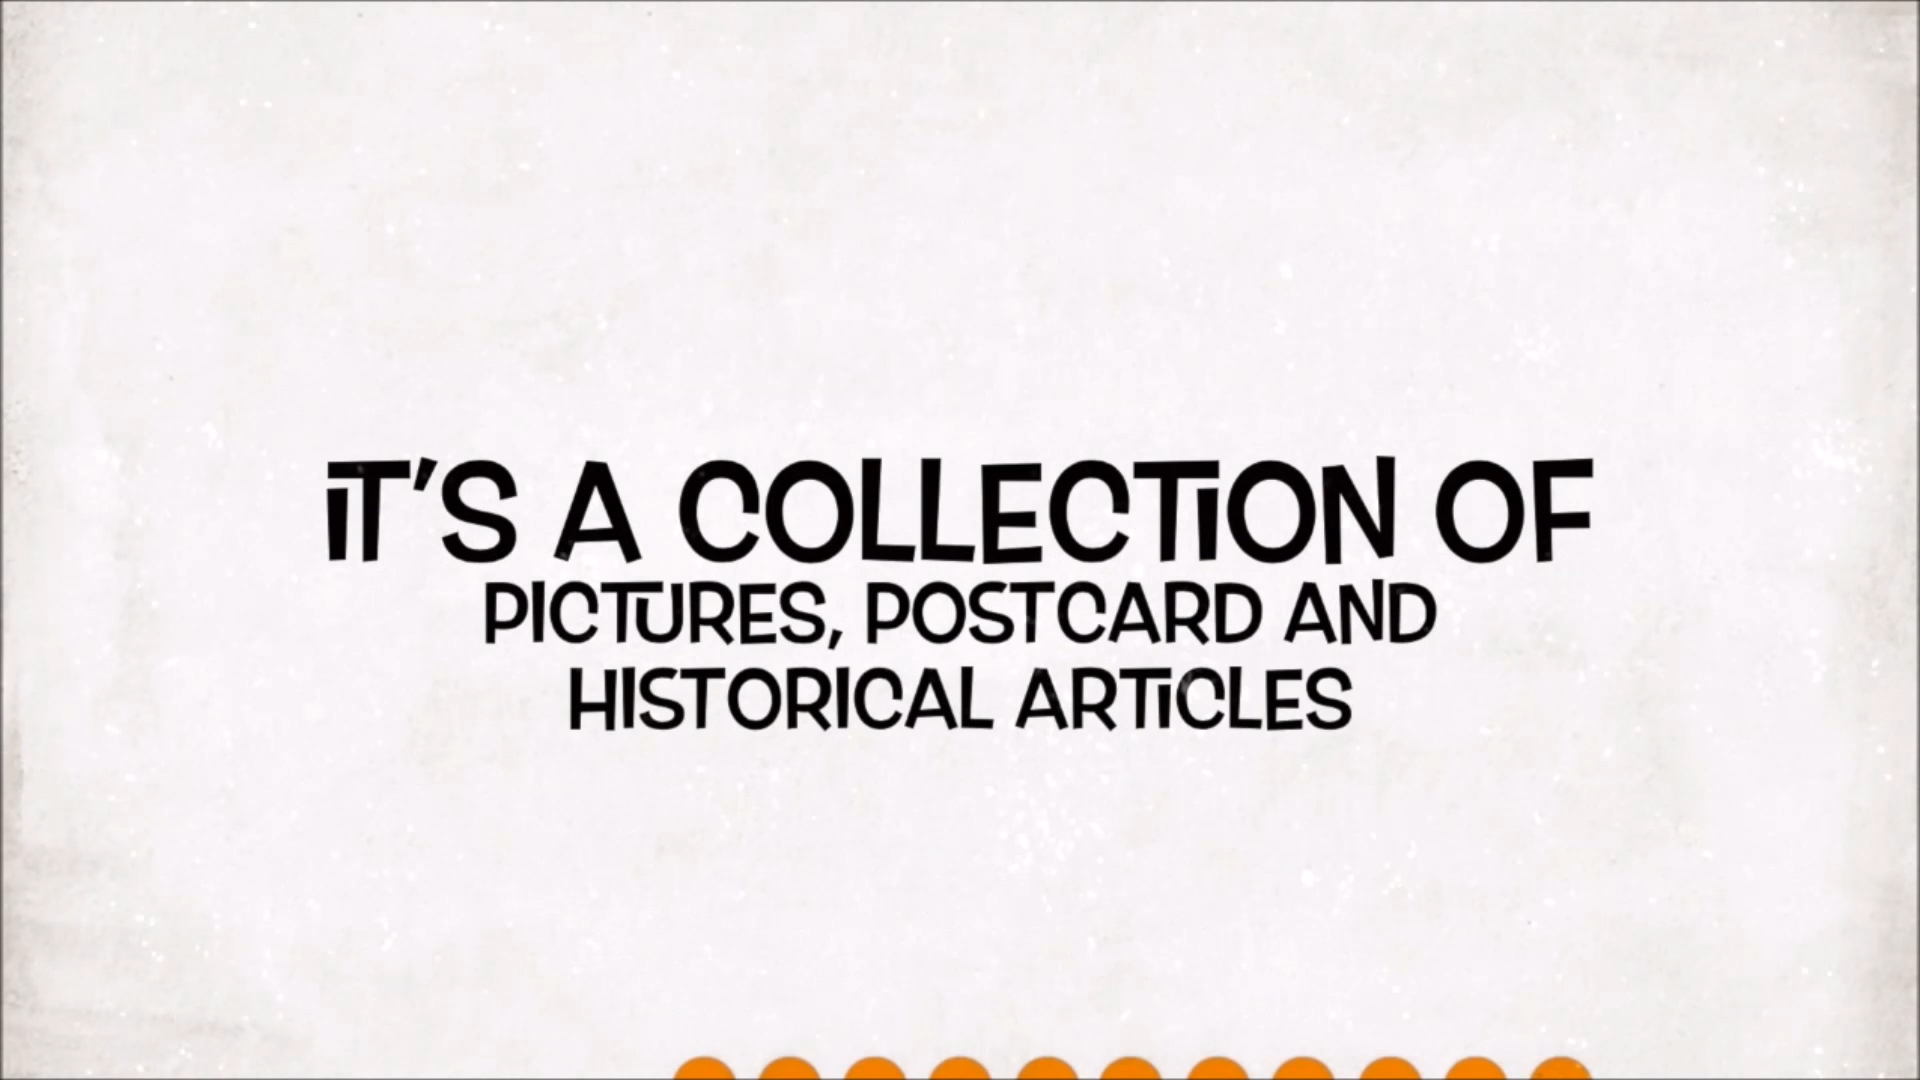 IT'S A COLLECTION OF
PICTURES, POSTCARD AND
HISTORICAL ARTICLES